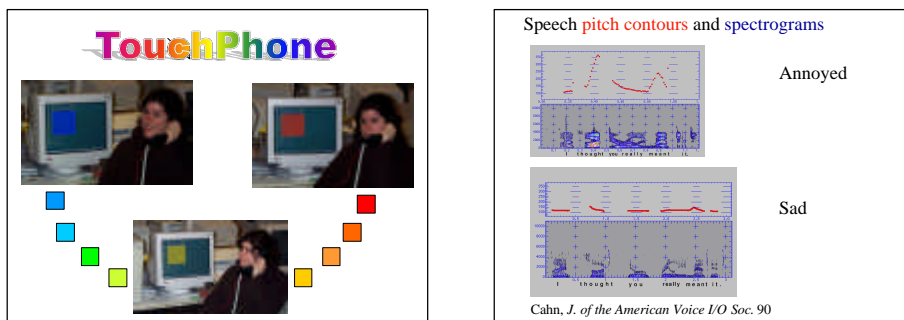 TouchPhone
Speech pitch contours and spectrograms
Annoyed
I thought you really meant it.
Sad
I thought you really meant it.
Cahn, J. of the American Voice I/O Soc. 90